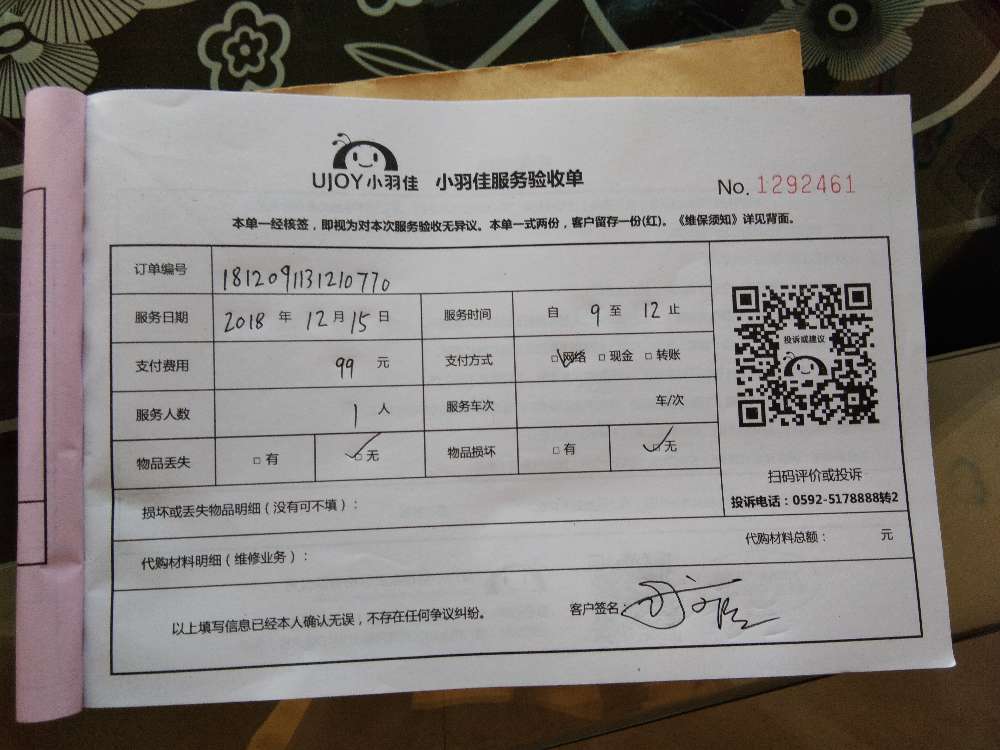 UJOY小羽佳 小羽佳服务验收单
No. 1292461
本单一经核签，即视为对本次服务验收无异议。本单一式两份，客户留存一份(红)。《维保须知》详见背面。
订单编号 1812091131210770
服务日期 2018 年 12 月 15 日 服务时间 自 9 至 12 止
支付费用 99 元 支付方式 □网络 □现金 □转账
服务人数 1 人 服务车次 车/次
物品丢失 □有 □无 物品损坏 □有 □无
投诉或建议
扫码评价或投诉
投诉电话：0592-5178888转2
损坏或丢失物品明细（没有可不填）：
代购材料明细（维修业务）： 代购材料总额： 元
以上填写信息已经本人确认无误，不存在任何争议纠纷。 客户签名：